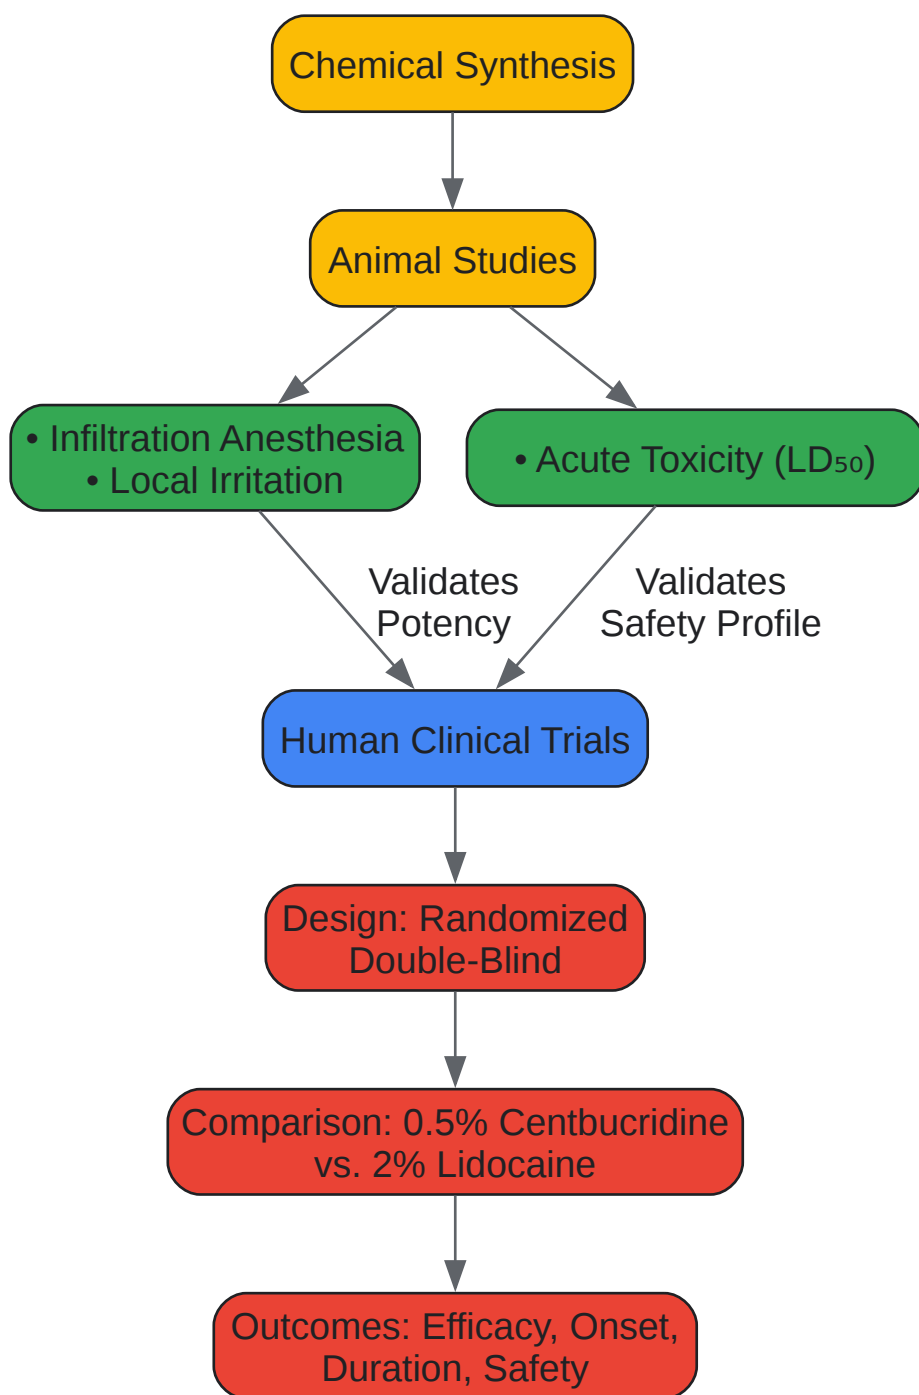 Chemical Synthesis
Animal Studies
• Infiltration Anesthesia
• Local Irritation
• Acute Toxicity (LD₅₀)
Validates
Potency
Validates
Safety Profile
Human Clinical Trials
Design: Randomized
Double-Blind
Comparison: 0.5% Centbucridine
vs. 2% Lidocaine
Outcomes: Efficacy, Onset,
Duration, Safety